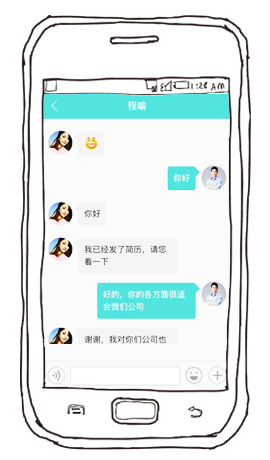 1:28 AM
程喻
你好
你好
我已经发了简历，请您
看一下
好的，你的各方面很适
合我们公司
谢谢，我对你们公司也